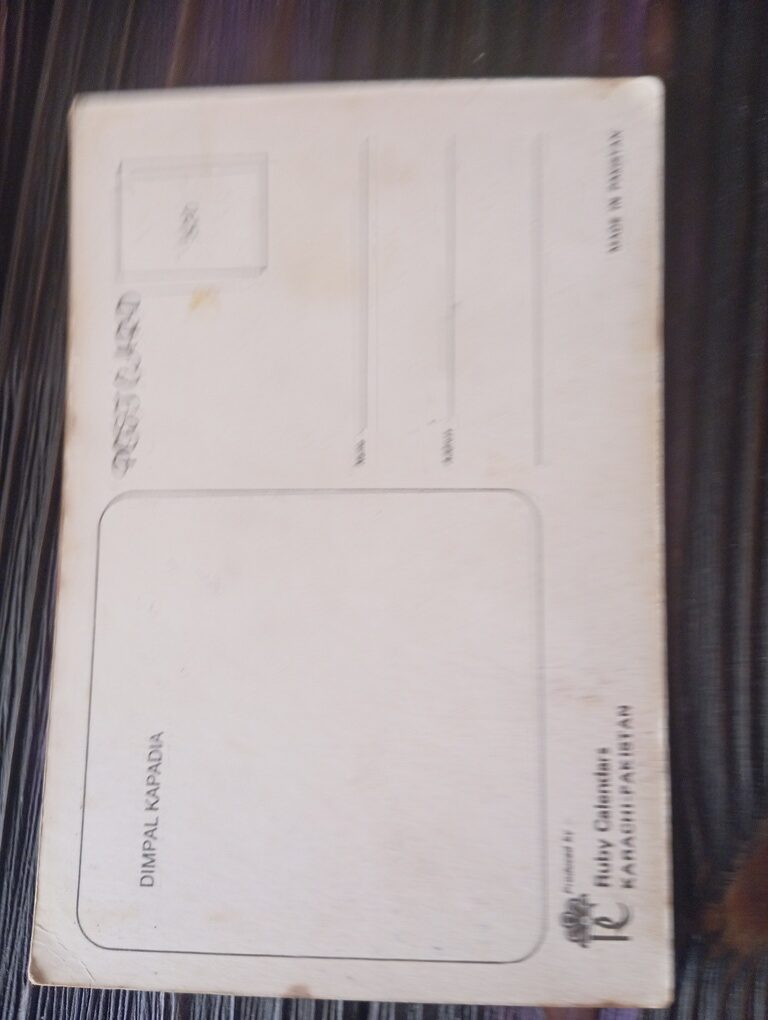 DIMPAL KAPADIA
POST CARD
Produced by :
Ruby Calendars
KARACHI-PAKISTAN
MADE IN PAKISTAN